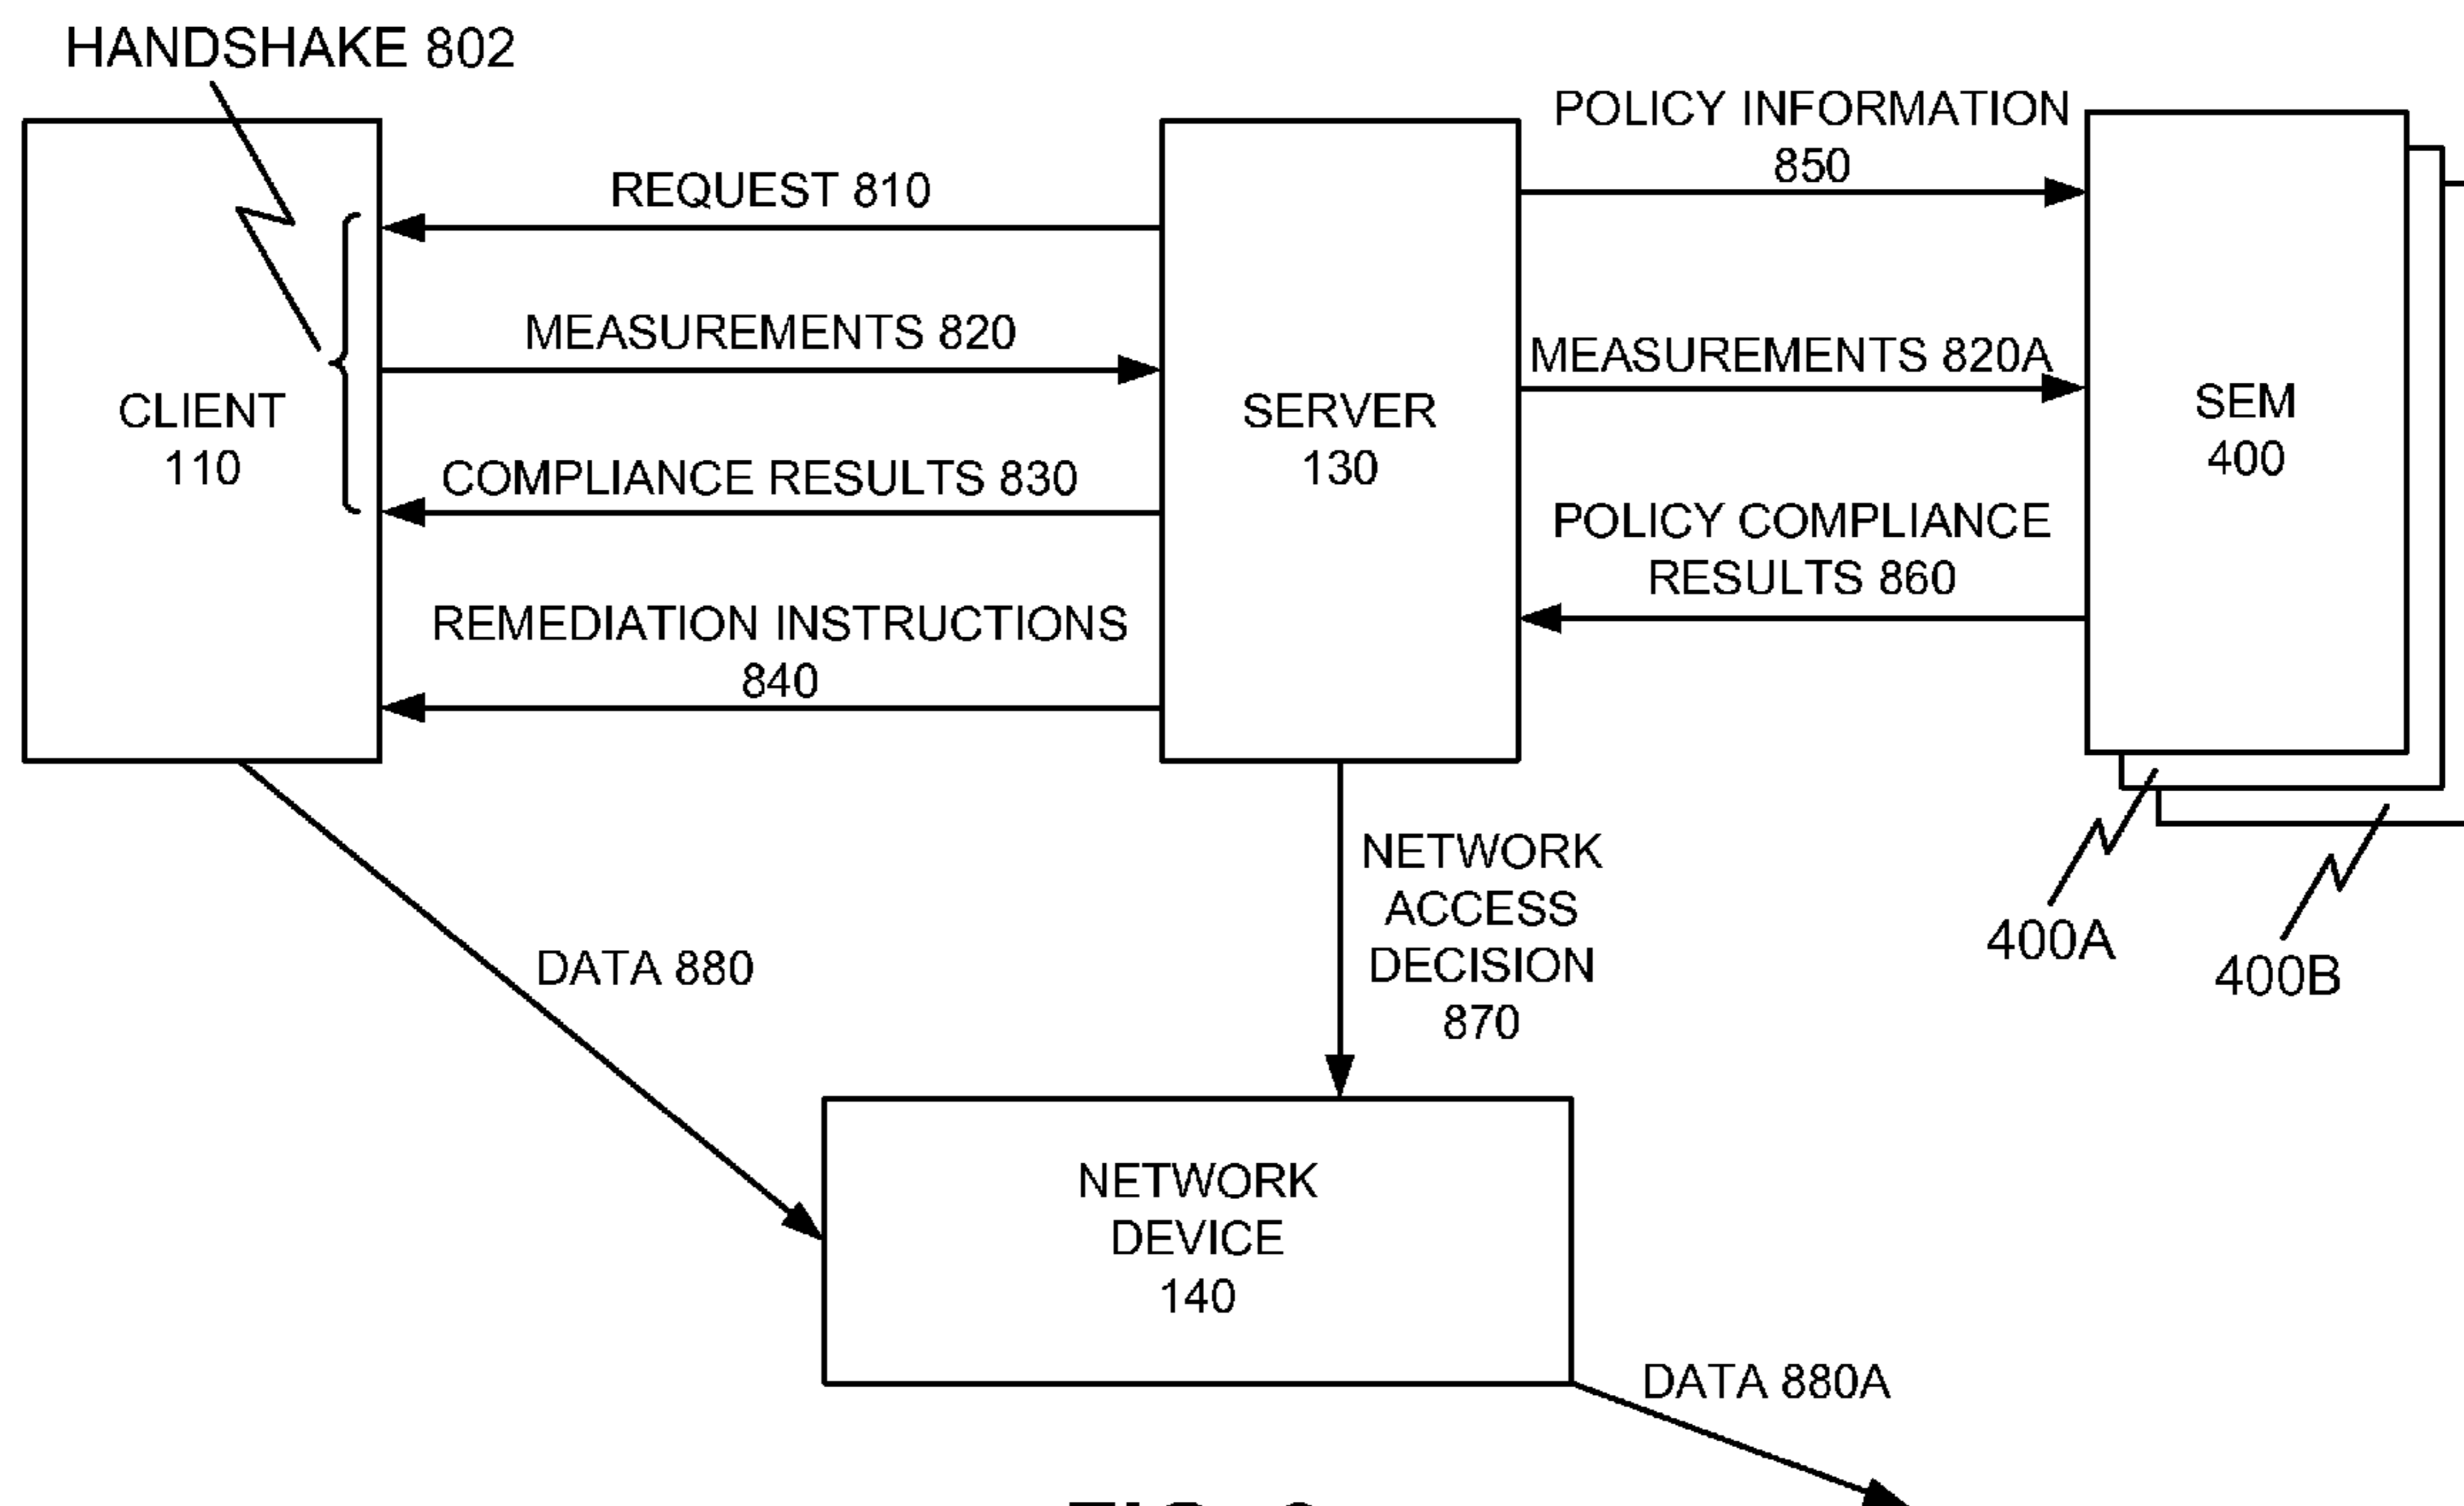 HANDSHAKE 802
POLICY INFORMATION
850
REQUEST 810
MEASUREMENTS 820
MEASUREMENTS 820A
CLIENT
110
SERVER
130
SEM
400
COMPLIANCE RESULTS 830
POLICY COMPLIANCE
RESULTS 860
REMEDIATION INSTRUCTIONS
840
NETWORK
ACCESS
DECISION
870
400A
400B
DATA 880
NETWORK
DEVICE
140
DATA 880A